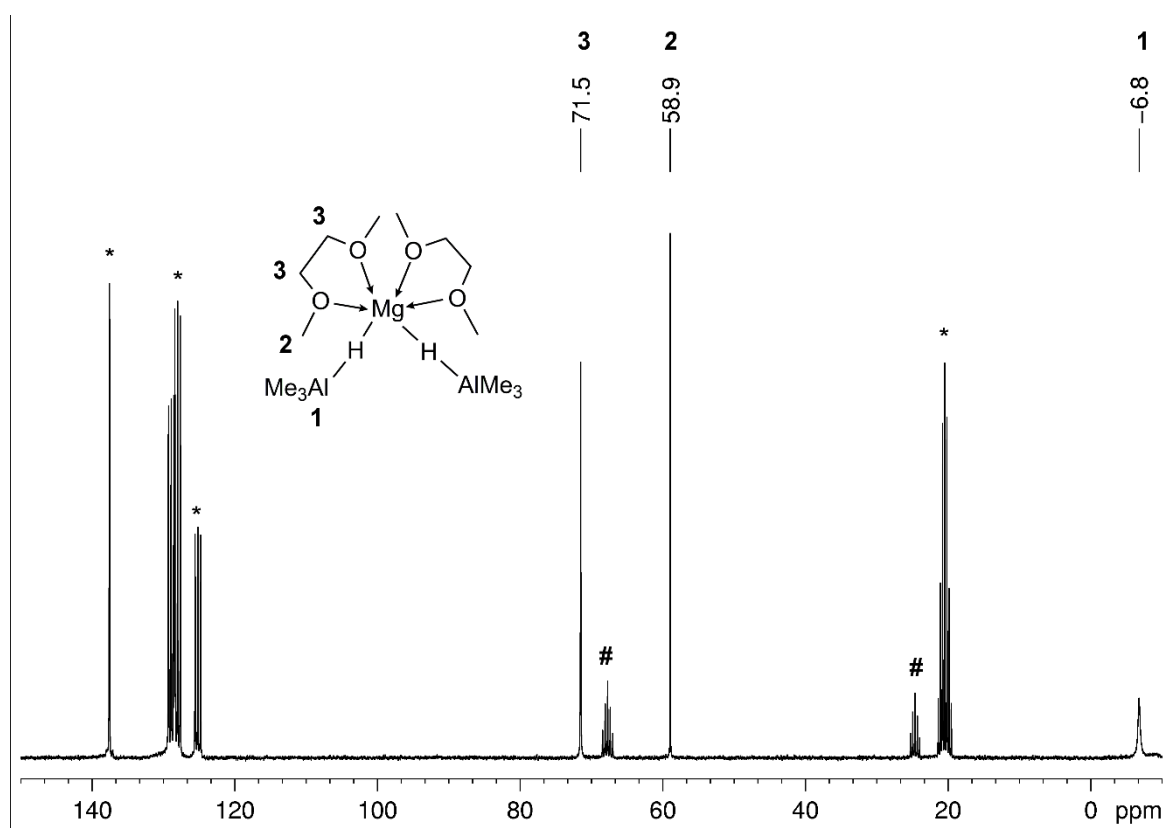 3 2 1
71.5 58.9 −6.8
* * * *
3
3 O O
O Mg O
2 H H
Me3Al AlMe3
1
# #
140 120 100 80 60 40 20 0 ppm